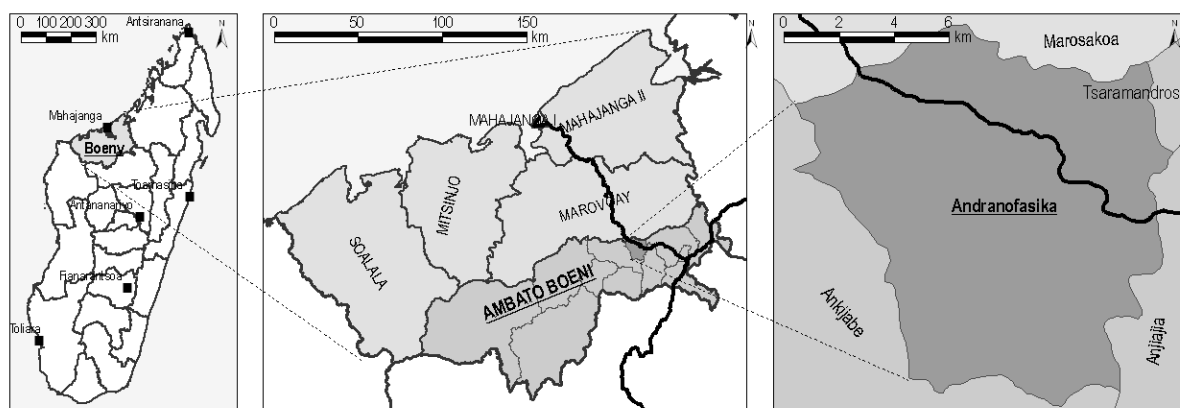 Antsiranana
0 100 200 300
km
Mahajanga
Boeny
Toamasina
Antananarivo
Fianarantsoa
Toliara
0 50 100 150
km
MAHAJANGA I
MAHAJANGA II
MITSINJO
MAROVOAY
SOALALA
AMBATO BOENI
0 2 4 6
km
Marosakoa
Tsaramandros
Andranofasika
Ankijabe
Anjiajia